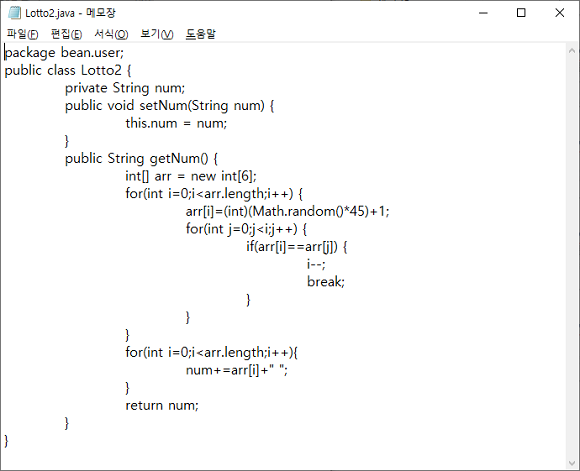 Lotto2.java - 메모장
파일(F) 편집(E) 서식(O) 보기(V) 도움말
package bean.user;
public class Lotto2 {
	private String num;
	public void setNum(String num) {
		this.num = num;
	}
	public String getNum() {
		int[] arr = new int[6];
		for(int i=0;i<arr.length;i++) {
			arr[i]=(int)(Math.random()*45)+1;
			for(int j=0;j<i;j++) {
				if(arr[i]==arr[j]) {
					i--;
					break;
				}
			}
		}
		for(int i=0;i<arr.length;i++){
			num+=arr[i]+" ";
		}
		return num;
	}
}